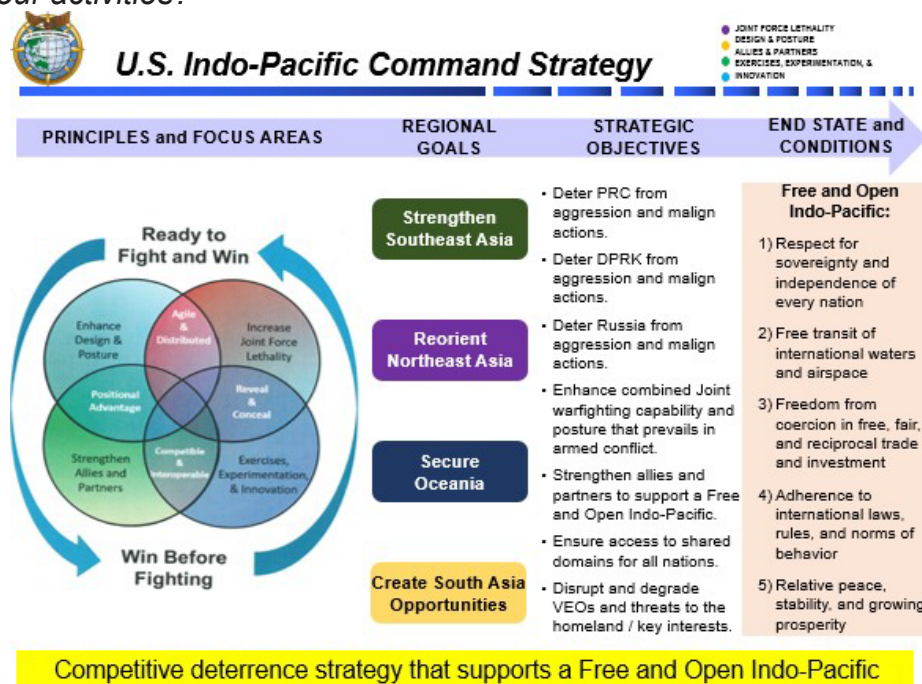 our activities?
U.S. Indo-Pacific Command Strategy
JOINT FORCE LETHALITY
DESIGN & POSTURE
ALLIES & PARTNERS
EXERCISES, EXPERIMENTATION, &
INNOVATION
PRINCIPLES and FOCUS AREAS
REGIONAL
GOALS
STRATEGIC
OBJECTIVES
END STATE and
CONDITIONS
Ready to
Fight and Win
Enhance
Design &
Posture
Agile
&
Distributed
Increase
Joint Force
Lethality
Positional
Advantage
Reveal
&
Conceal
Strengthen
Allies and
Partners
Compatible
&
Interoperable
Exercises,
Experimentation,
& Innovation
Win Before
Fighting
Strengthen
Southeast Asia
Reorient
Northeast Asia
Secure
Oceania
Create South Asia
Opportunities
• Deter PRC from
aggression and malign
actions.
• Deter DPRK from
aggression and malign
actions.
• Deter Russia from
aggression and malign
actions.
• Enhance combined Joint
warfighting capability and
posture that prevails in
armed conflict.
• Strengthen allies and
partners to support a Free
and Open Indo-Pacific.
• Ensure access to shared
domains for all nations.
• Disrupt and degrade
VEOs and threats to the
homeland / key interests.
Free and Open
Indo-Pacific:
1) Respect for
sovereignty and
independence of
every nation
2) Free transit of
international waters
and airspace
3) Freedom from
coercion in free, fair,
and reciprocal trade
and investment
4) Adherence to
international laws,
rules, and norms of
behavior
5) Relative peace,
stability, and growing
prosperity
Competitive deterrence strategy that supports a Free and Open Indo-Pacific